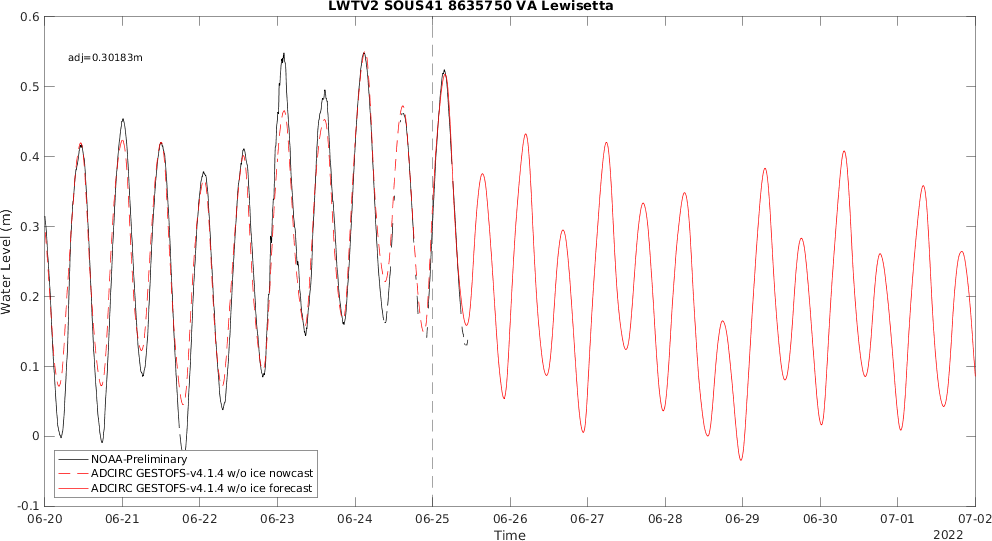 LWTV2 SOUS41 8635750 VA Lewisetta
adj=0.30183m
Water Level (m)
0.6
0.5
0.4
0.3
0.2
0.1
0
-0.1
NOAA-Preliminary
ADCIRC GESTOFS-v4.1.4 w/o ice nowcast
ADCIRC GESTOFS-v4.1.4 w/o ice forecast
06-20 06-21 06-22 06-23 06-24 06-25 06-26 06-27 06-28 06-29 06-30 07-01 07-02
Time
2022